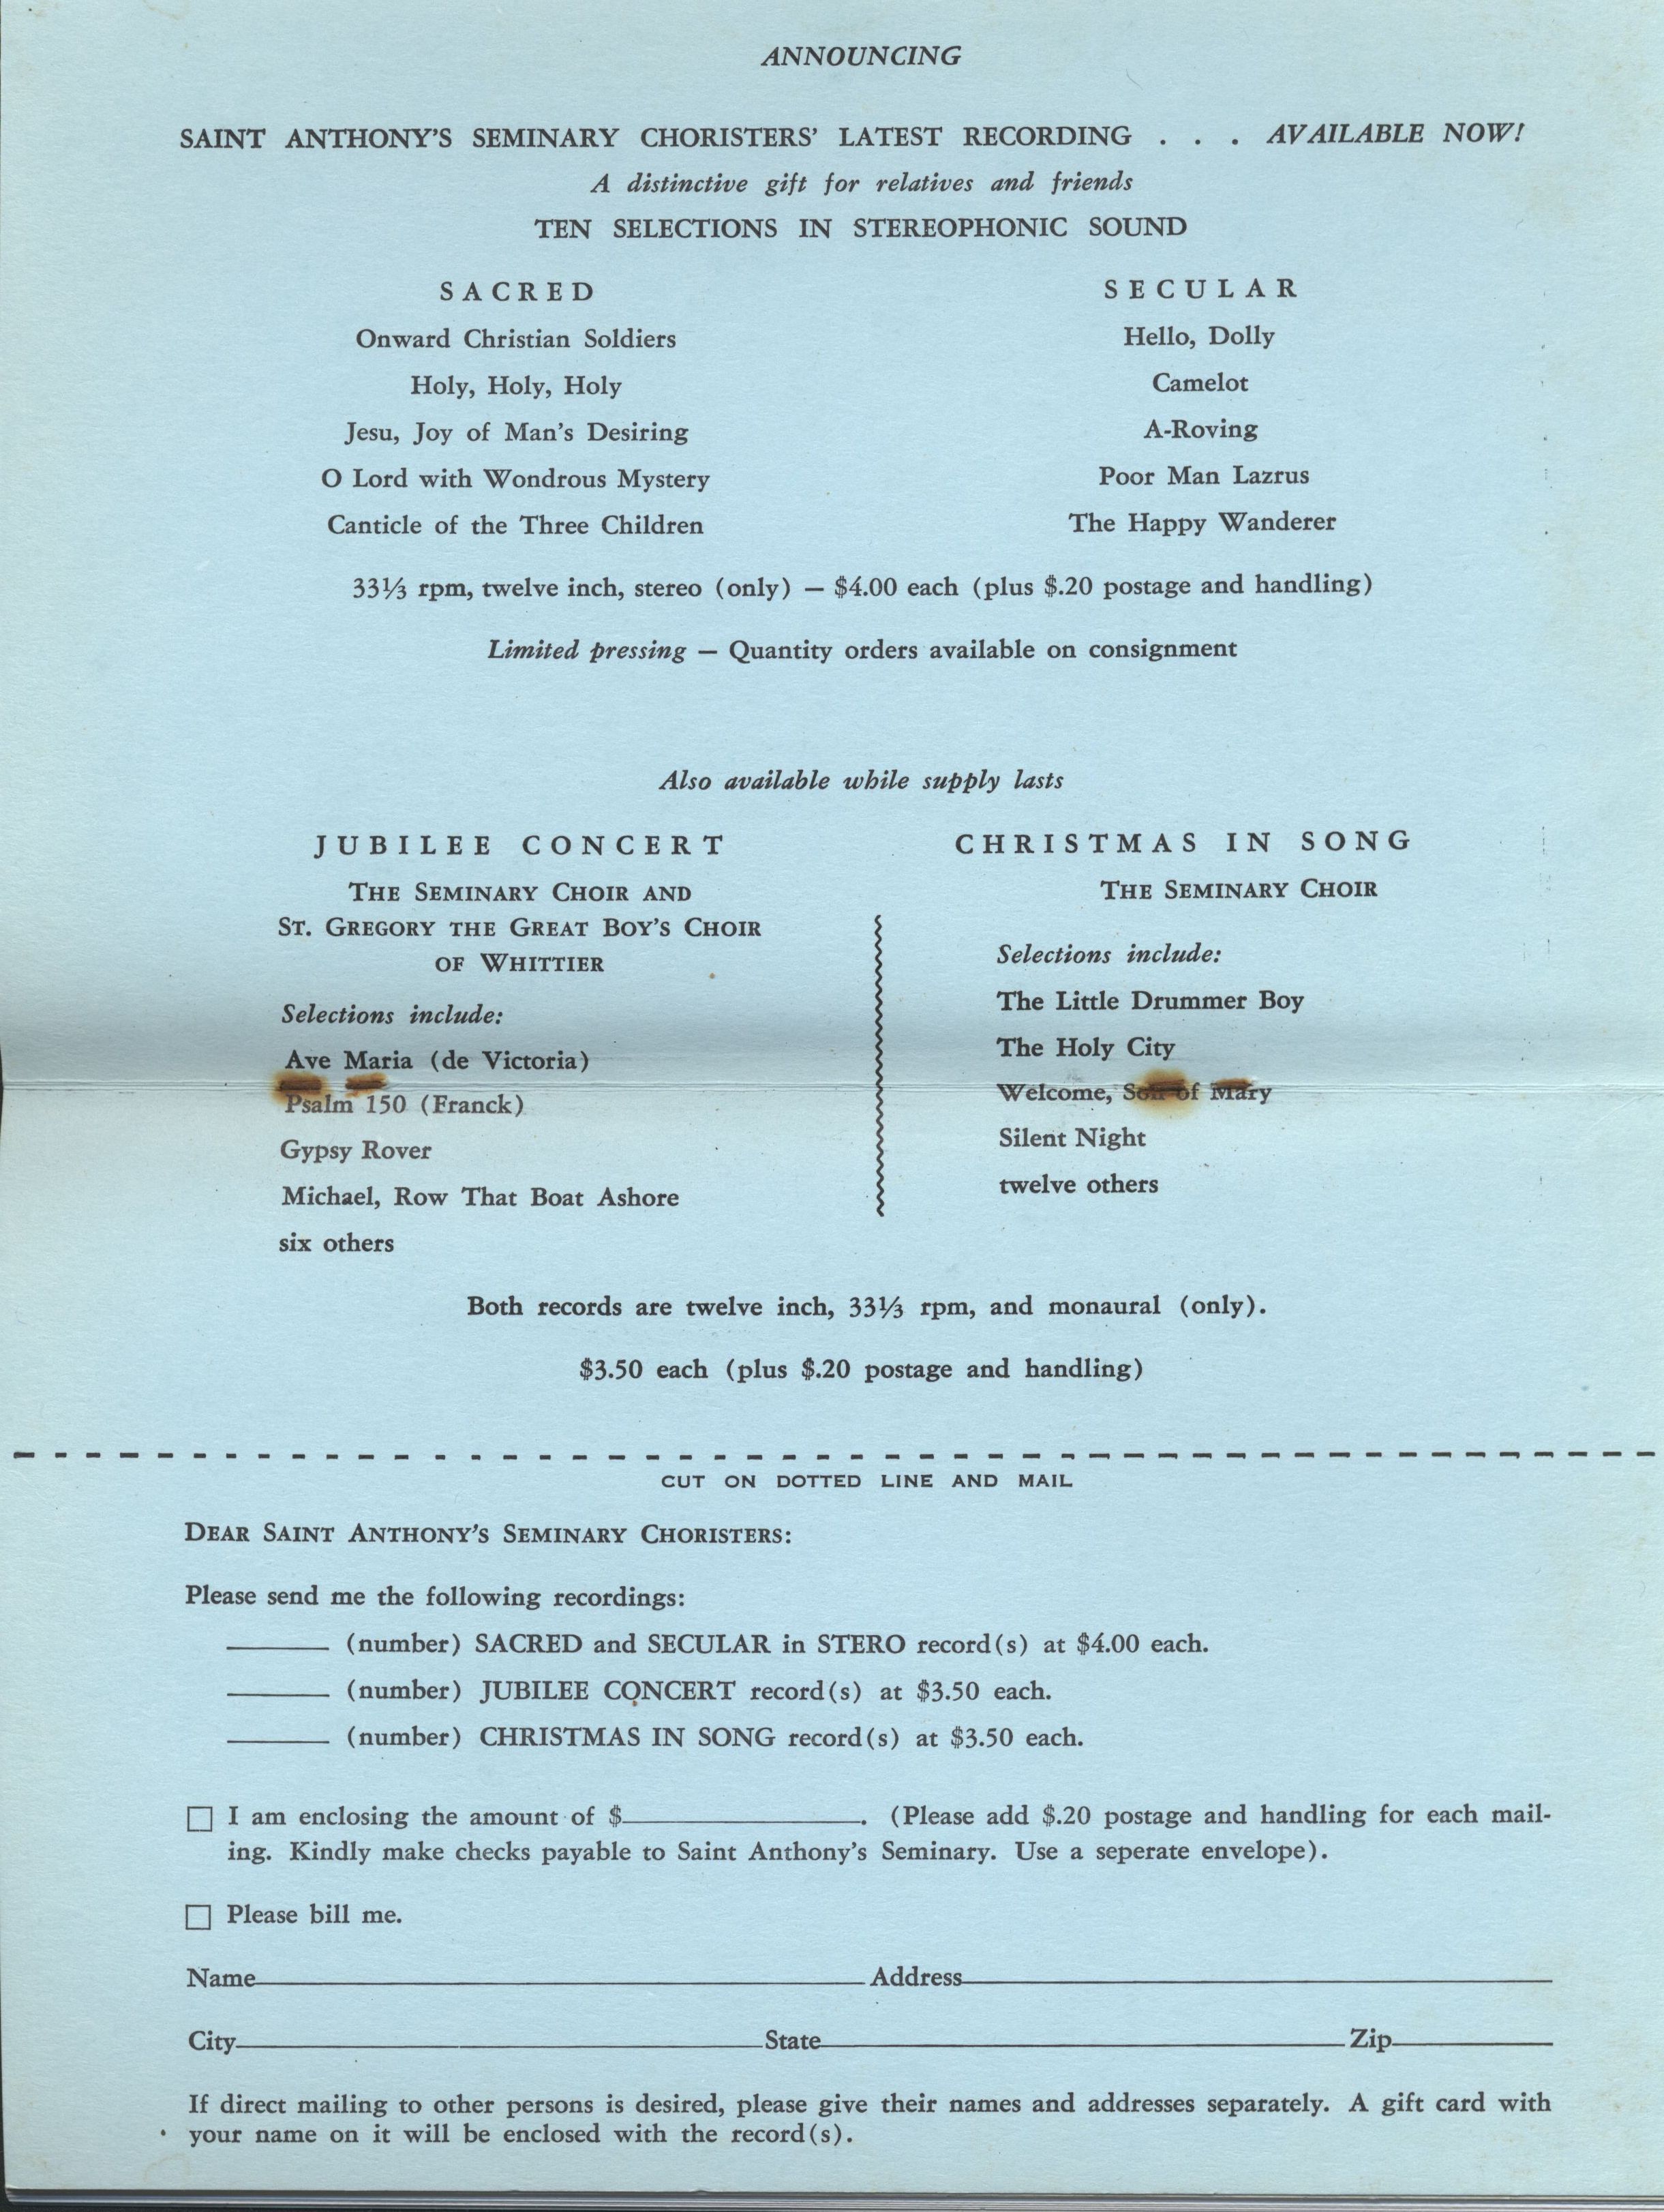 ANNOUNCING
SAINT ANTHONY'S SEMINARY CHORISTERS' LATEST RECORDING . . . AVAILABLE NOW!
A distinctive gift for relatives and friends
TEN SELECTIONS IN STEREOPHONIC SOUND
SACRED
Onward Christian Soldiers
Holy, Holy, Holy
Jesu, Joy of Man's Desiring
O Lord with Wondrous Mystery
Canticle of the Three Children
SECULAR
Hello, Dolly
Camelot
A-Roving
Poor Man Lazrus
The Happy Wanderer
33⅓ rpm, twelve inch, stereo (only) — $4.00 each (plus $.20 postage and handling)
Limited pressing — Quantity orders available on consignment
Also available while supply lasts
JUBILEE CONCERT
THE SEMINARY CHOIR AND
ST. GREGORY THE GREAT BOY'S CHOIR
OF WHITTIER
Selections include:
Ave Maria (de Victoria)
Psalm 150 (Franck)
Gypsy Rover
Michael, Row That Boat Ashore
six others
CHRISTMAS IN SONG
THE SEMINARY CHOIR
Selections include:
The Little Drummer Boy
The Holy City
Welcome, Son of Mary
Silent Night
twelve others
Both records are twelve inch, 33⅓ rpm, and monaural (only).
$3.50 each (plus $.20 postage and handling)
CUT ON DOTTED LINE AND MAIL
DEAR SAINT ANTHONY'S SEMINARY CHORISTERS:
Please send me the following recordings:
(number) SACRED and SECULAR in STERO record(s) at $4.00 each.
(number) JUBILEE CONCERT record(s) at $3.50 each.
(number) CHRISTMAS IN SONG record(s) at $3.50 each.
I am enclosing the amount of $ . (Please add $.20 postage and handling for each mail-
ing. Kindly make checks payable to Saint Anthony's Seminary. Use a seperate envelope).
Please bill me.
Name Address
City State Zip
If direct mailing to other persons is desired, please give their names and addresses separately. A gift card with
your name on it will be enclosed with the record(s).